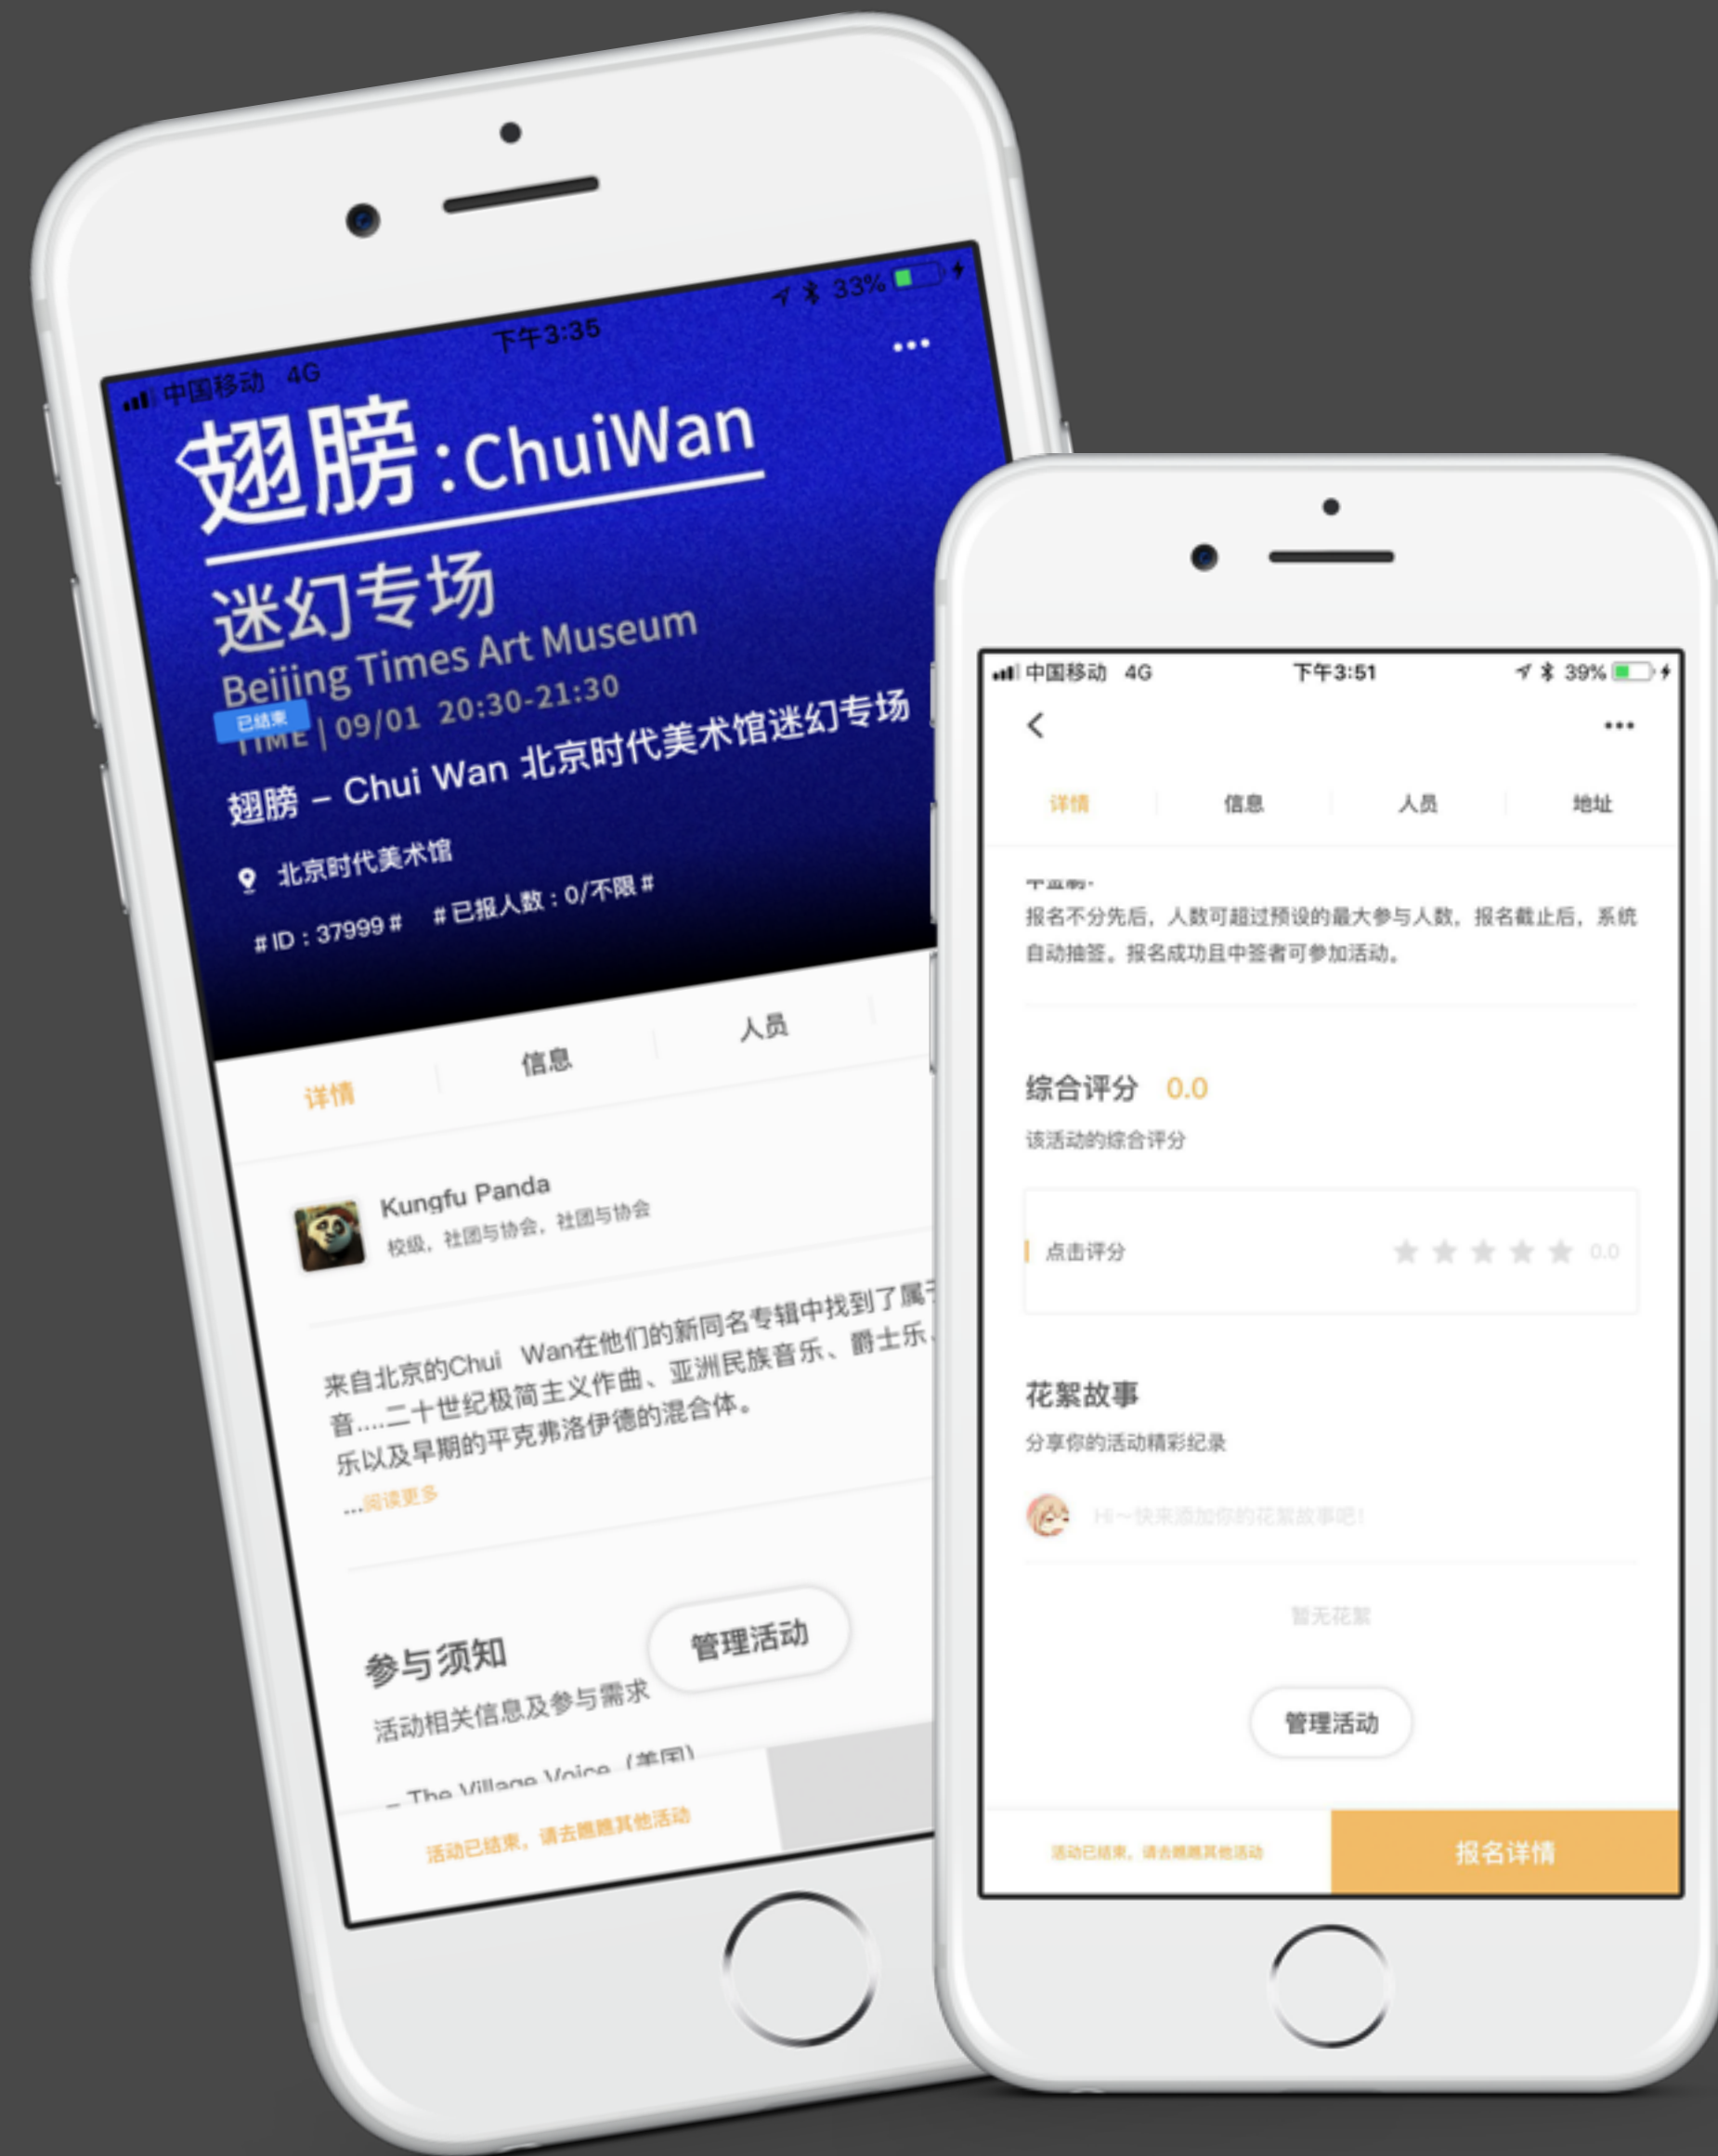 中国移动 4G 下午3:35 33%
翅膀:ChuiWan
迷幻专场
Beijing Times Art Museum
已结束
TIME | 09/01 20:30-21:30
翅膀 – Chui Wan 北京时代美术馆迷幻专场
北京时代美术馆
#ID:37999# #已报人数:0/不限#
详情 信息 人员
Kungfu Panda
校级，社团与协会，社团与协会
来自北京的Chui Wan在他们的新同名专辑中找到了属于
音....二十世纪极简主义作曲、亚洲民族音乐、爵士乐、
乐以及早期的平克弗洛伊德的混合体。
...阅读更多
参与须知
管理活动
活动相关信息及参与需求
– The Village Voice（美国）
活动已结束，请去瞧瞧其他活动
中国移动 4G 下午3:51 39%
详情 信息 人员 地址
报名不分先后，人数可超过预设的最大参与人数，报名截止后，系统
自动抽签。报名成功且中签者可参加活动。
综合评分 0.0
该活动的综合评分
点击评分 0.0
花絮故事
分享你的活动精彩纪录
Hi～快来添加你的花絮故事吧！
暂无花絮
管理活动
活动已结束，请去瞧瞧其他活动 报名详情